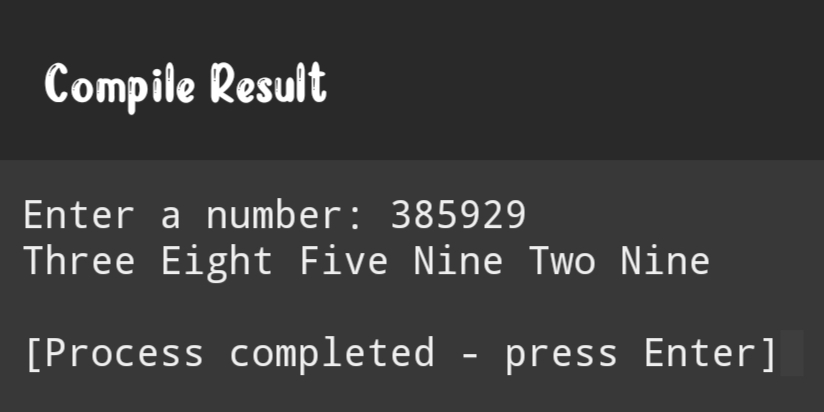 Compile Result
Enter a number: 385929
Three Eight Five Nine Two Nine
[Process completed - press Enter]